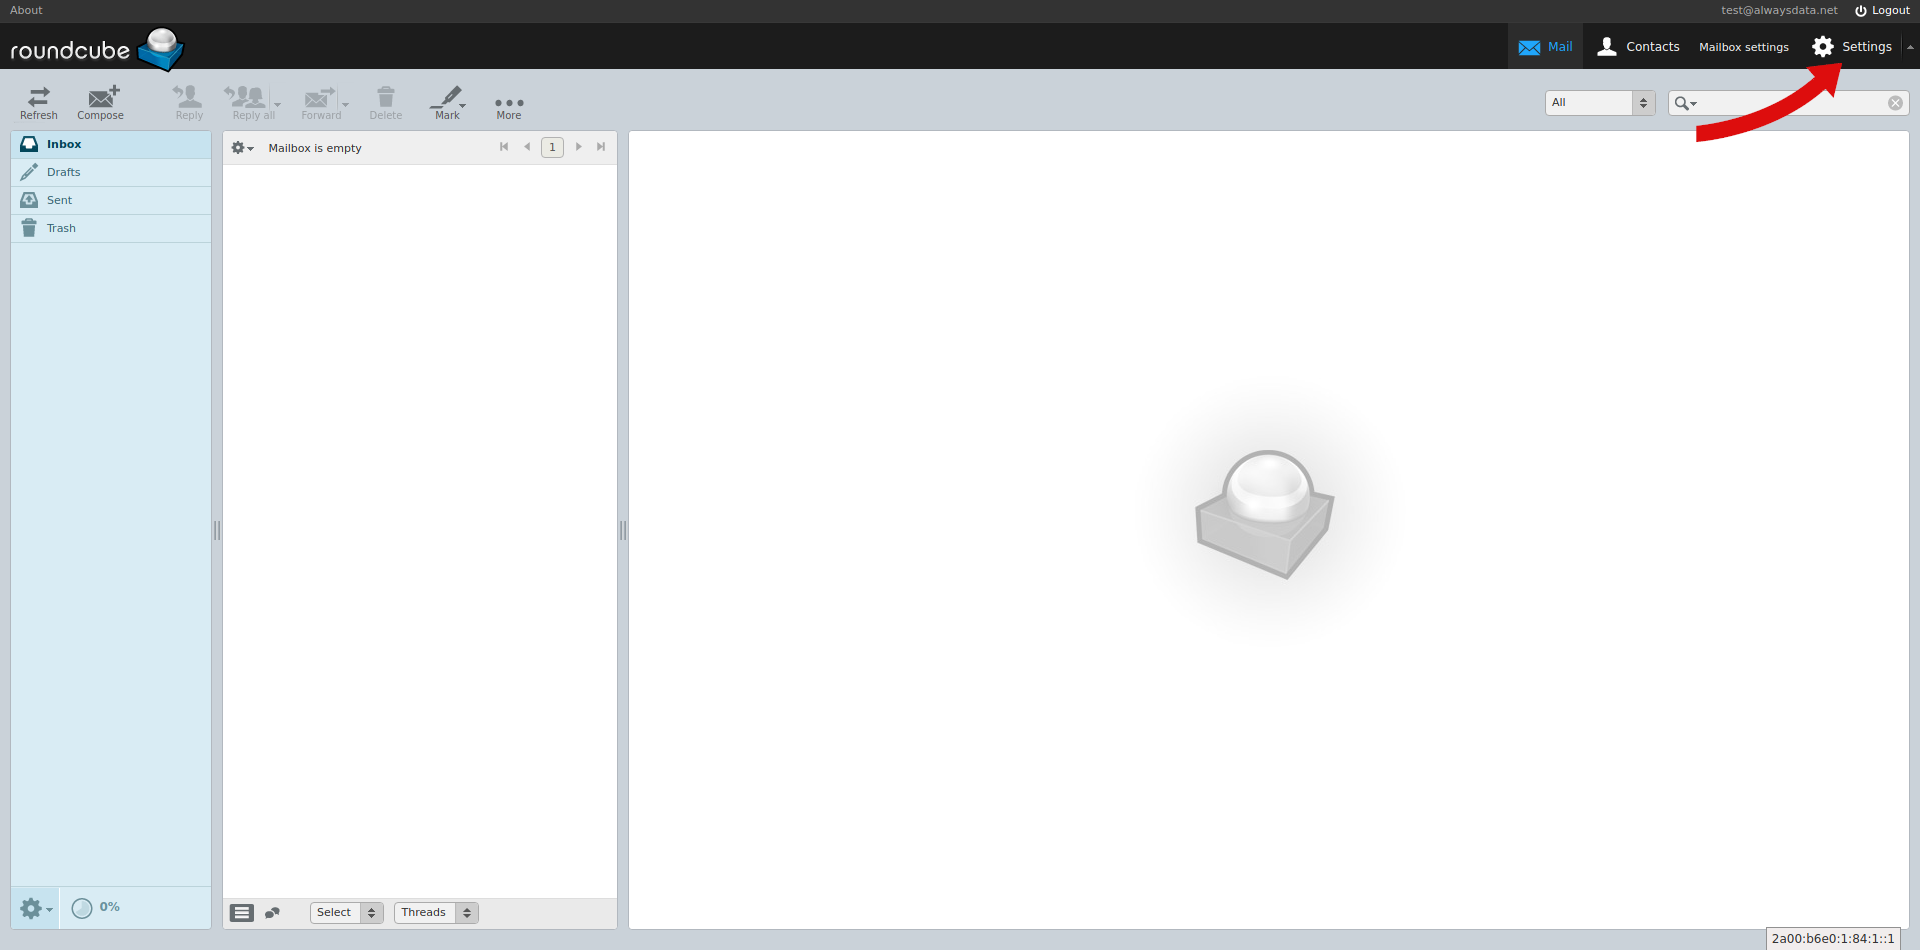 About
test@alwaysdata.net
Logout
roundcube
Mail
Contacts
Mailbox settings
Settings
Refresh
Compose
Reply
Reply all
Forward
Delete
Mark
More
All
Inbox
Drafts
Sent
Trash
Mailbox is empty
1
0%
Select
Threads
2a00:b6e0:1:84:1::1